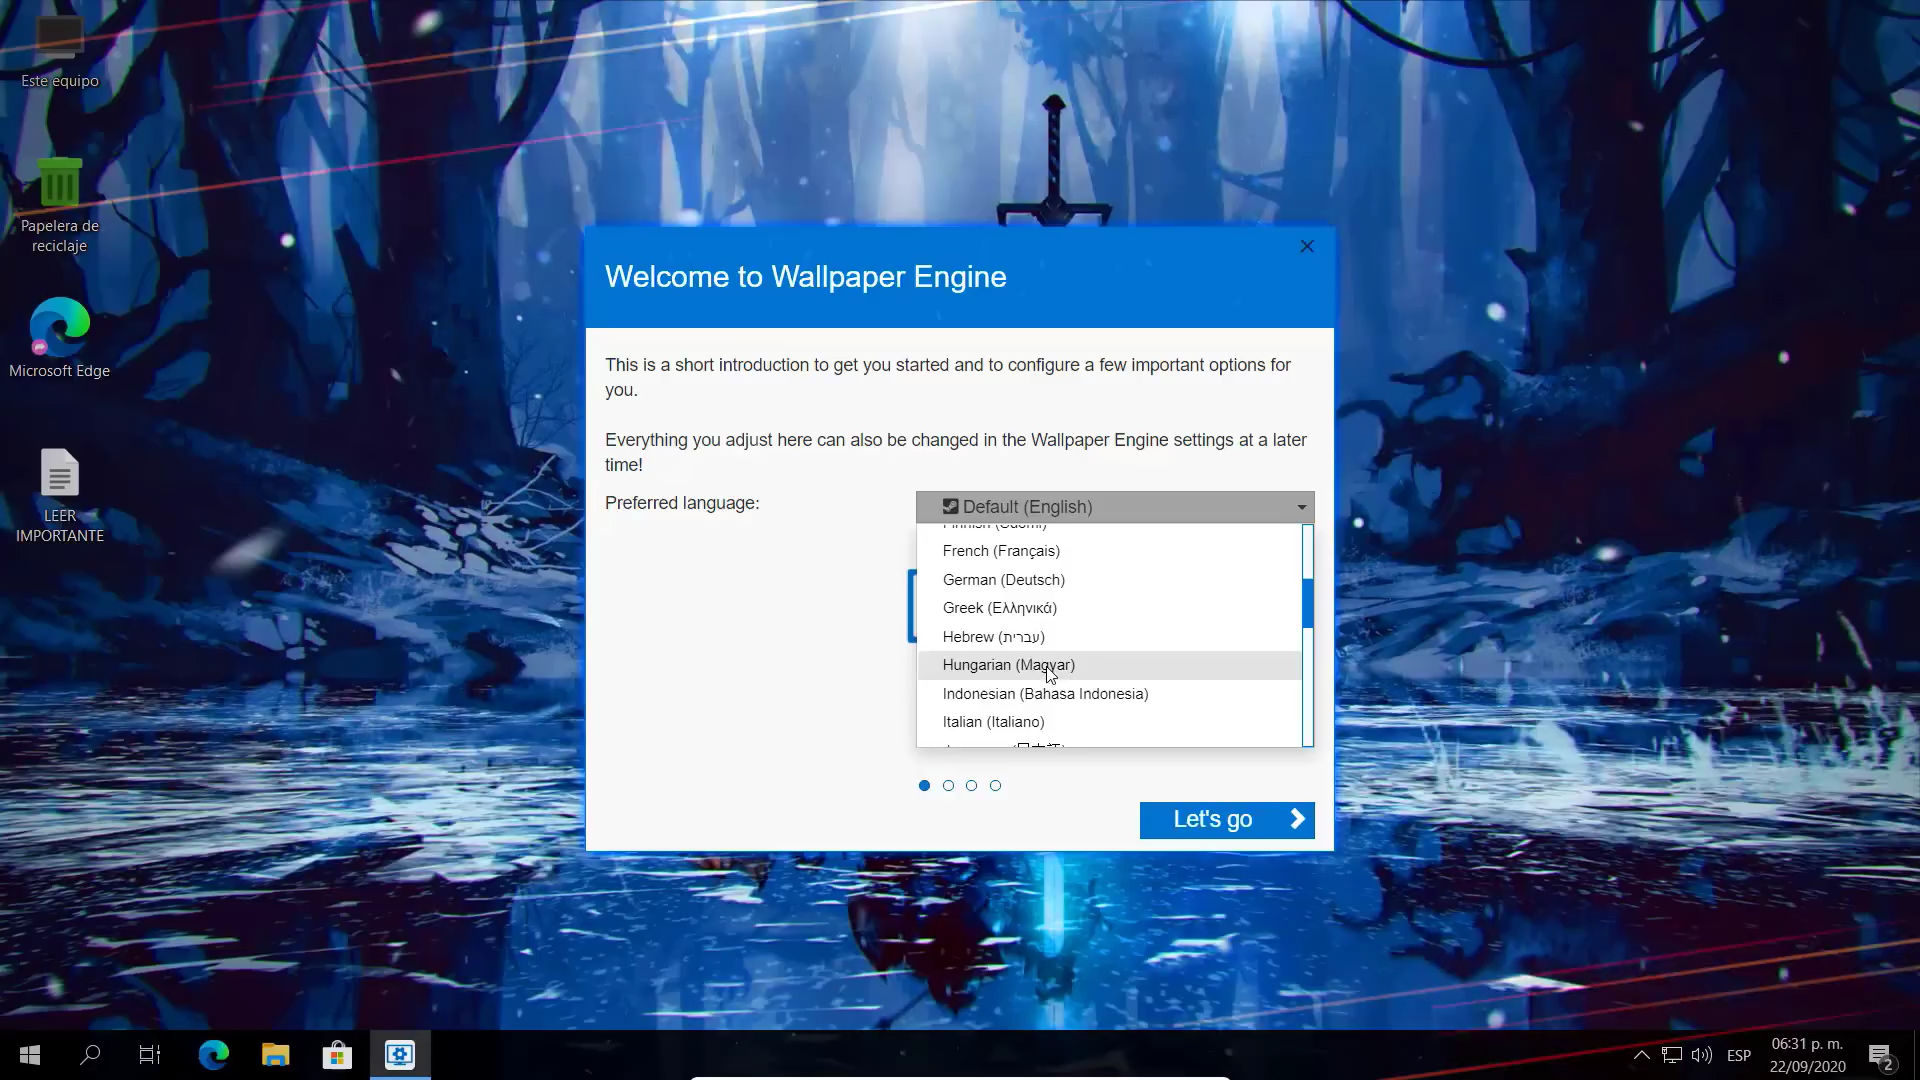 Este equipo
Papelera de
reciclaje
Microsoft Edge
LEER
IMPORTANTE
Welcome to Wallpaper Engine
This is a short introduction to get you started and to configure a few important options for
you.
Everything you adjust here can also be changed in the Wallpaper Engine settings at a later
time!
Preferred language:
Default (English)
French (Français)
German (Deutsch)
Greek (Ελληνικά)
Hebrew (עברית)
Hungarian (Magyar)
Indonesian (Bahasa Indonesia)
Italian (Italiano)
Let's go
ESP
06:31 p. m.
22/09/2020
2